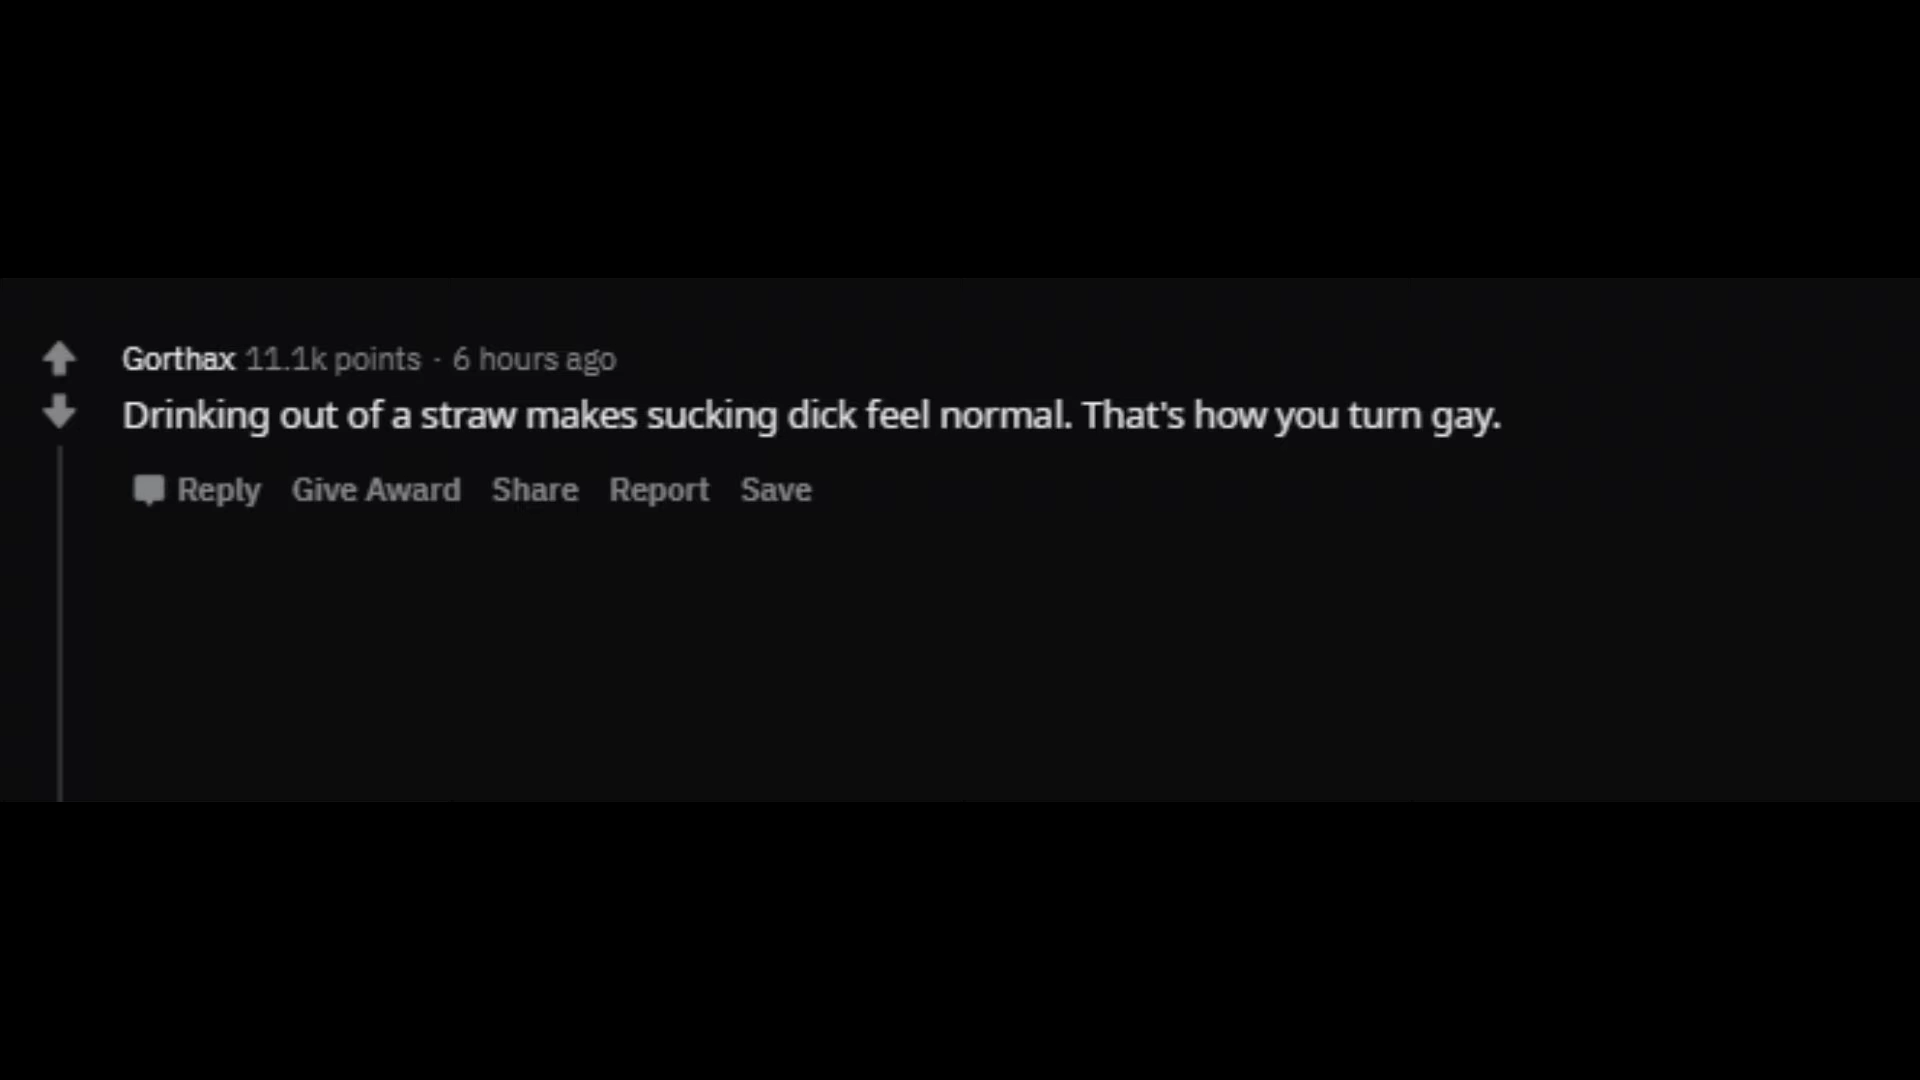 Gorthax 11.1k points · 6 hours ago
Drinking out of a straw makes sucking dick feel normal. That's how you turn gay.
Reply Give Award Share Report Save